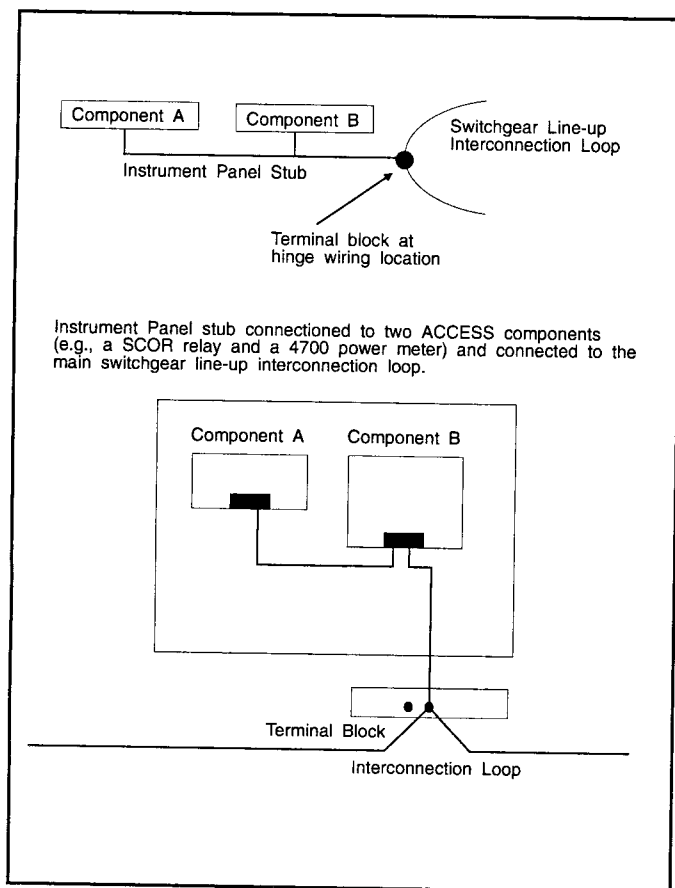 Component A
Component B
Switchgear Line-up
Interconnection Loop
Instrument Panel Stub
Terminal block at
hinge wiring location
Instrument Panel stub connectioned to two ACCESS components
(e.g., a SCOR relay and a 4700 power meter) and connected to the
main switchgear line-up interconnection loop.
Component A
Component B
Terminal Block
Interconnection Loop